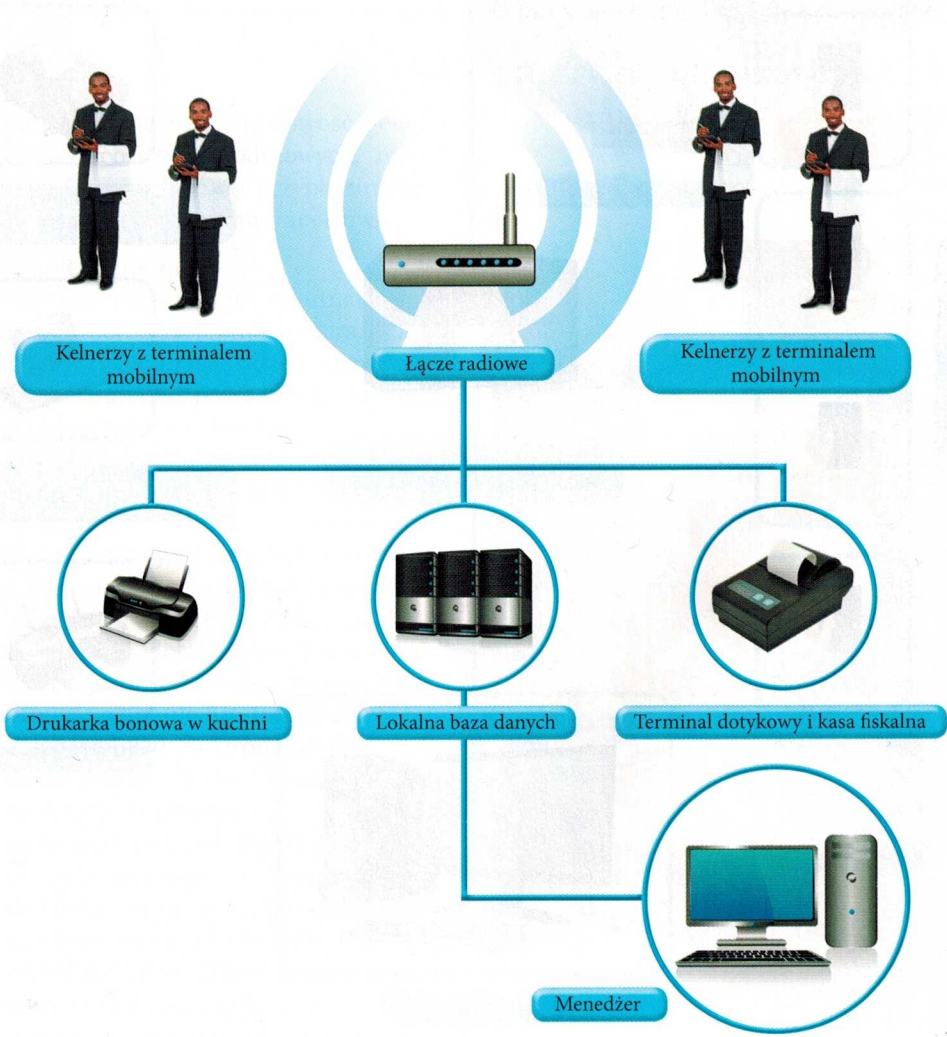 Kelnerzy z terminalem
mobilnym
Łącze radiowe
Kelnerzy z terminalem
mobilnym
Drukarka bonowa w kuchni
Lokalna baza danych
Terminal dotykowy i kasa fiskalna
Menedżer